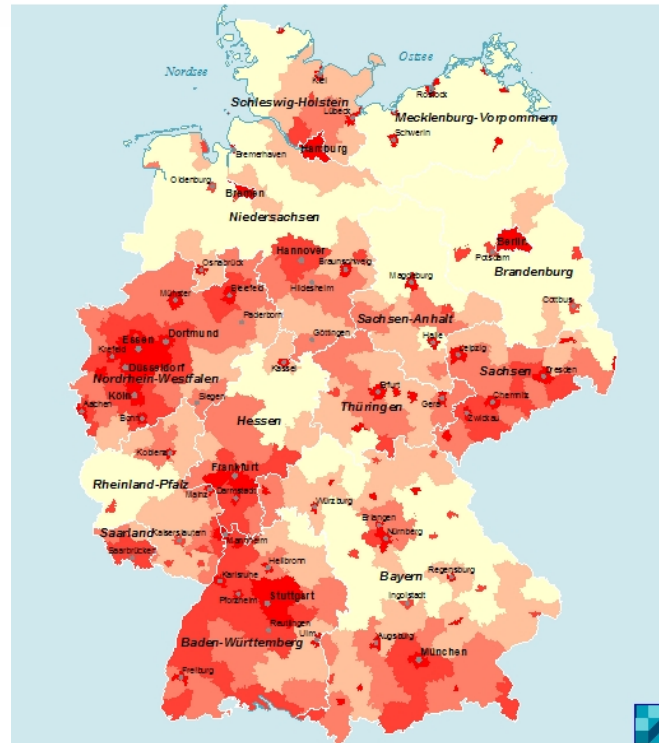 Ostsee
Nordsee
Kiel
Rostock
Schleswig-Holstein
Lübeck
Mecklenburg-Vorpommern
Schwerin
Bremerhaven
Hamburg
Oldenburg
Bremen
Niedersachsen
Berlin
Hannover
Potsdam
Osnabrück
Braunschweig
Brandenburg
Magdeburg
Bielefeld
Hildesheim
Münster
Cottbus
Paderborn
Sachsen-Anhalt
Essen
Dortmund
Göttingen
Halle
Krefeld
Leipzig
Kassel
Düsseldorf
Sachsen
Dresden
Nordrhein-Westfalen
Erfurt
Köln
Siegen
Chemnitz
Aachen
Thüringen
Gera
Bonn
Zwickau
Hessen
Koblenz
Frankfurt
Rheinland-Pfalz
Mainz
Darmstadt
Würzburg
Erlangen
Saarland
Kaiserslautern
Mannheim
Nürnberg
Saarbrücken
Heilbronn
Regensburg
Karlsruhe
Bayern
Pforzheim
Stuttgart
Ingolstadt
Reutlingen
Baden-Württemberg
Ulm
Augsburg
München
Freiburg